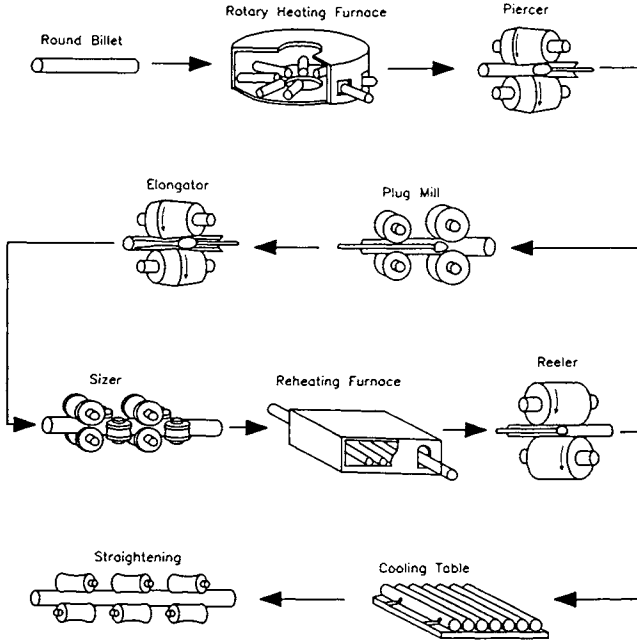 Round Billet
Rotary Heating Furnace
Piercer
Elongator
Plug Mill
Sizer
Reheating Furnace
Reeler
Straightening
Cooling Table